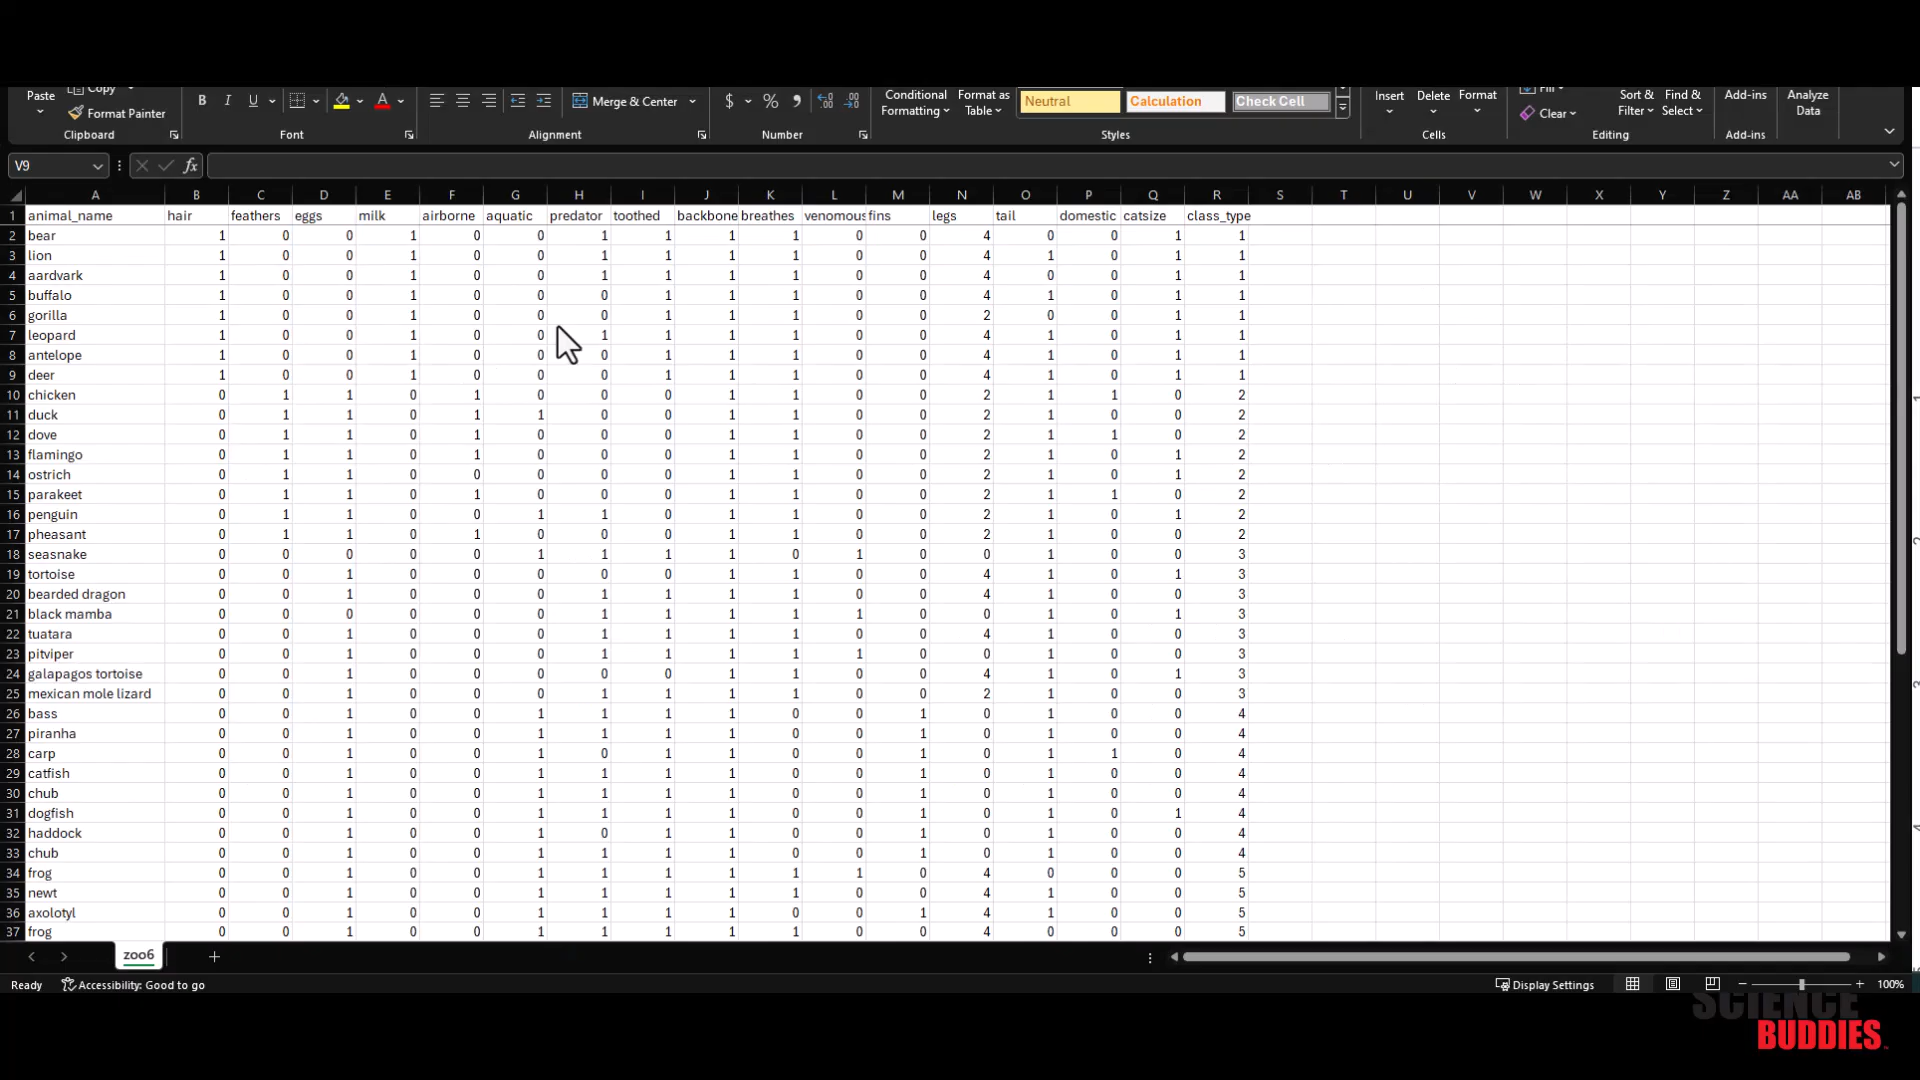 Paste Copy Format Painter B I U Merge & Center $ % Conditional Formatting Format as Table Neutral Calculation Check Cell Insert Delete Format Fill Clear Sort & Filter Find & Select Add-ins Analyze Data
Clipboard Font Alignment Number Styles Cells Editing Add-ins
V9 fx
A B C D E F G H I J K L M N O P Q R S T U V W X Y Z AA AB
1 animal_name hair feathers eggs milk airborne aquatic predator toothed backbone breathes venomous fins legs tail domestic catsize class_type
2 bear 1 0 0 1 0 0 1 1 1 1 0 0 4 0 0 1 1
3 lion 1 0 0 1 0 0 1 1 1 1 0 0 4 1 0 1 1
4 aardvark 1 0 0 1 0 0 1 1 1 1 0 0 4 0 0 1 1
5 buffalo 1 0 0 1 0 0 0 1 1 1 0 0 4 1 0 1 1
6 gorilla 1 0 0 1 0 0 0 1 1 1 0 0 2 0 0 1 1
7 leopard 1 0 0 1 0 0 1 1 1 1 0 0 4 1 0 1 1
8 antelope 1 0 0 1 0 0 0 1 1 1 0 0 4 1 0 1 1
9 deer 1 0 0 1 0 0 0 1 1 1 0 0 4 1 0 1 1
10 chicken 0 1 1 0 1 0 0 0 1 1 0 0 2 1 1 0 2
11 duck 0 1 1 0 1 1 0 0 1 1 0 0 2 1 0 0 2
12 dove 0 1 1 0 1 0 0 0 1 1 0 0 2 1 1 0 2
13 flamingo 0 1 1 0 1 0 0 0 1 1 0 0 2 1 0 1 2
14 ostrich 0 1 1 0 0 0 0 0 1 1 0 0 2 1 0 1 2
15 parakeet 0 1 1 0 1 0 0 0 1 1 0 0 2 1 1 0 2
16 penguin 0 1 1 0 0 1 1 0 1 1 0 0 2 1 0 1 2
17 pheasant 0 1 1 0 1 0 0 0 1 1 0 0 2 1 0 0 2
18 seasnake 0 0 0 0 0 1 1 1 1 0 1 0 0 1 0 0 3
19 tortoise 0 0 1 0 0 0 0 0 1 1 0 0 4 1 0 1 3
20 bearded dragon 0 0 1 0 0 0 1 1 1 1 0 0 4 1 0 0 3
21 black mamba 0 0 0 0 0 0 1 1 1 1 1 0 0 1 0 1 3
22 tuatara 0 0 1 0 0 0 1 1 1 1 0 0 4 1 0 0 3
23 pitviper 0 0 1 0 0 0 1 1 1 1 1 0 0 1 0 0 3
24 galapagos tortoise 0 0 1 0 0 0 0 0 1 1 0 0 4 1 0 1 3
25 mexican mole lizard 0 0 1 0 0 0 1 1 1 1 0 0 2 1 0 0 3
26 bass 0 0 1 0 0 1 1 1 1 0 0 1 0 1 0 0 4
27 piranha 0 0 1 0 0 1 1 1 1 0 0 1 0 1 0 0 4
28 carp 0 0 1 0 0 1 0 1 1 0 0 1 0 1 1 0 4
29 catfish 0 0 1 0 0 1 1 1 1 0 0 1 0 1 0 0 4
30 chub 0 0 1 0 0 1 1 1 1 0 0 1 0 1 0 0 4
31 dogfish 0 0 1 0 0 1 1 1 1 0 0 1 0 1 0 1 4
32 haddock 0 0 1 0 0 1 0 1 1 0 0 1 0 1 0 0 4
33 chub 0 0 1 0 0 1 1 1 1 0 0 1 0 1 0 0 4
34 frog 0 0 1 0 0 1 1 1 1 1 1 0 4 0 0 0 5
35 newt 0 0 1 0 0 1 1 1 1 1 0 0 4 1 0 0 5
36 axolotyl 0 0 1 0 0 1 1 1 1 0 0 1 4 1 0 0 5
37 frog 0 0 1 0 0 1 1 1 1 1 0 0 4 0 0 0 5
zoo6
Ready Accessibility: Good to go Display Settings 100%
SCIENCE
BUDDIES